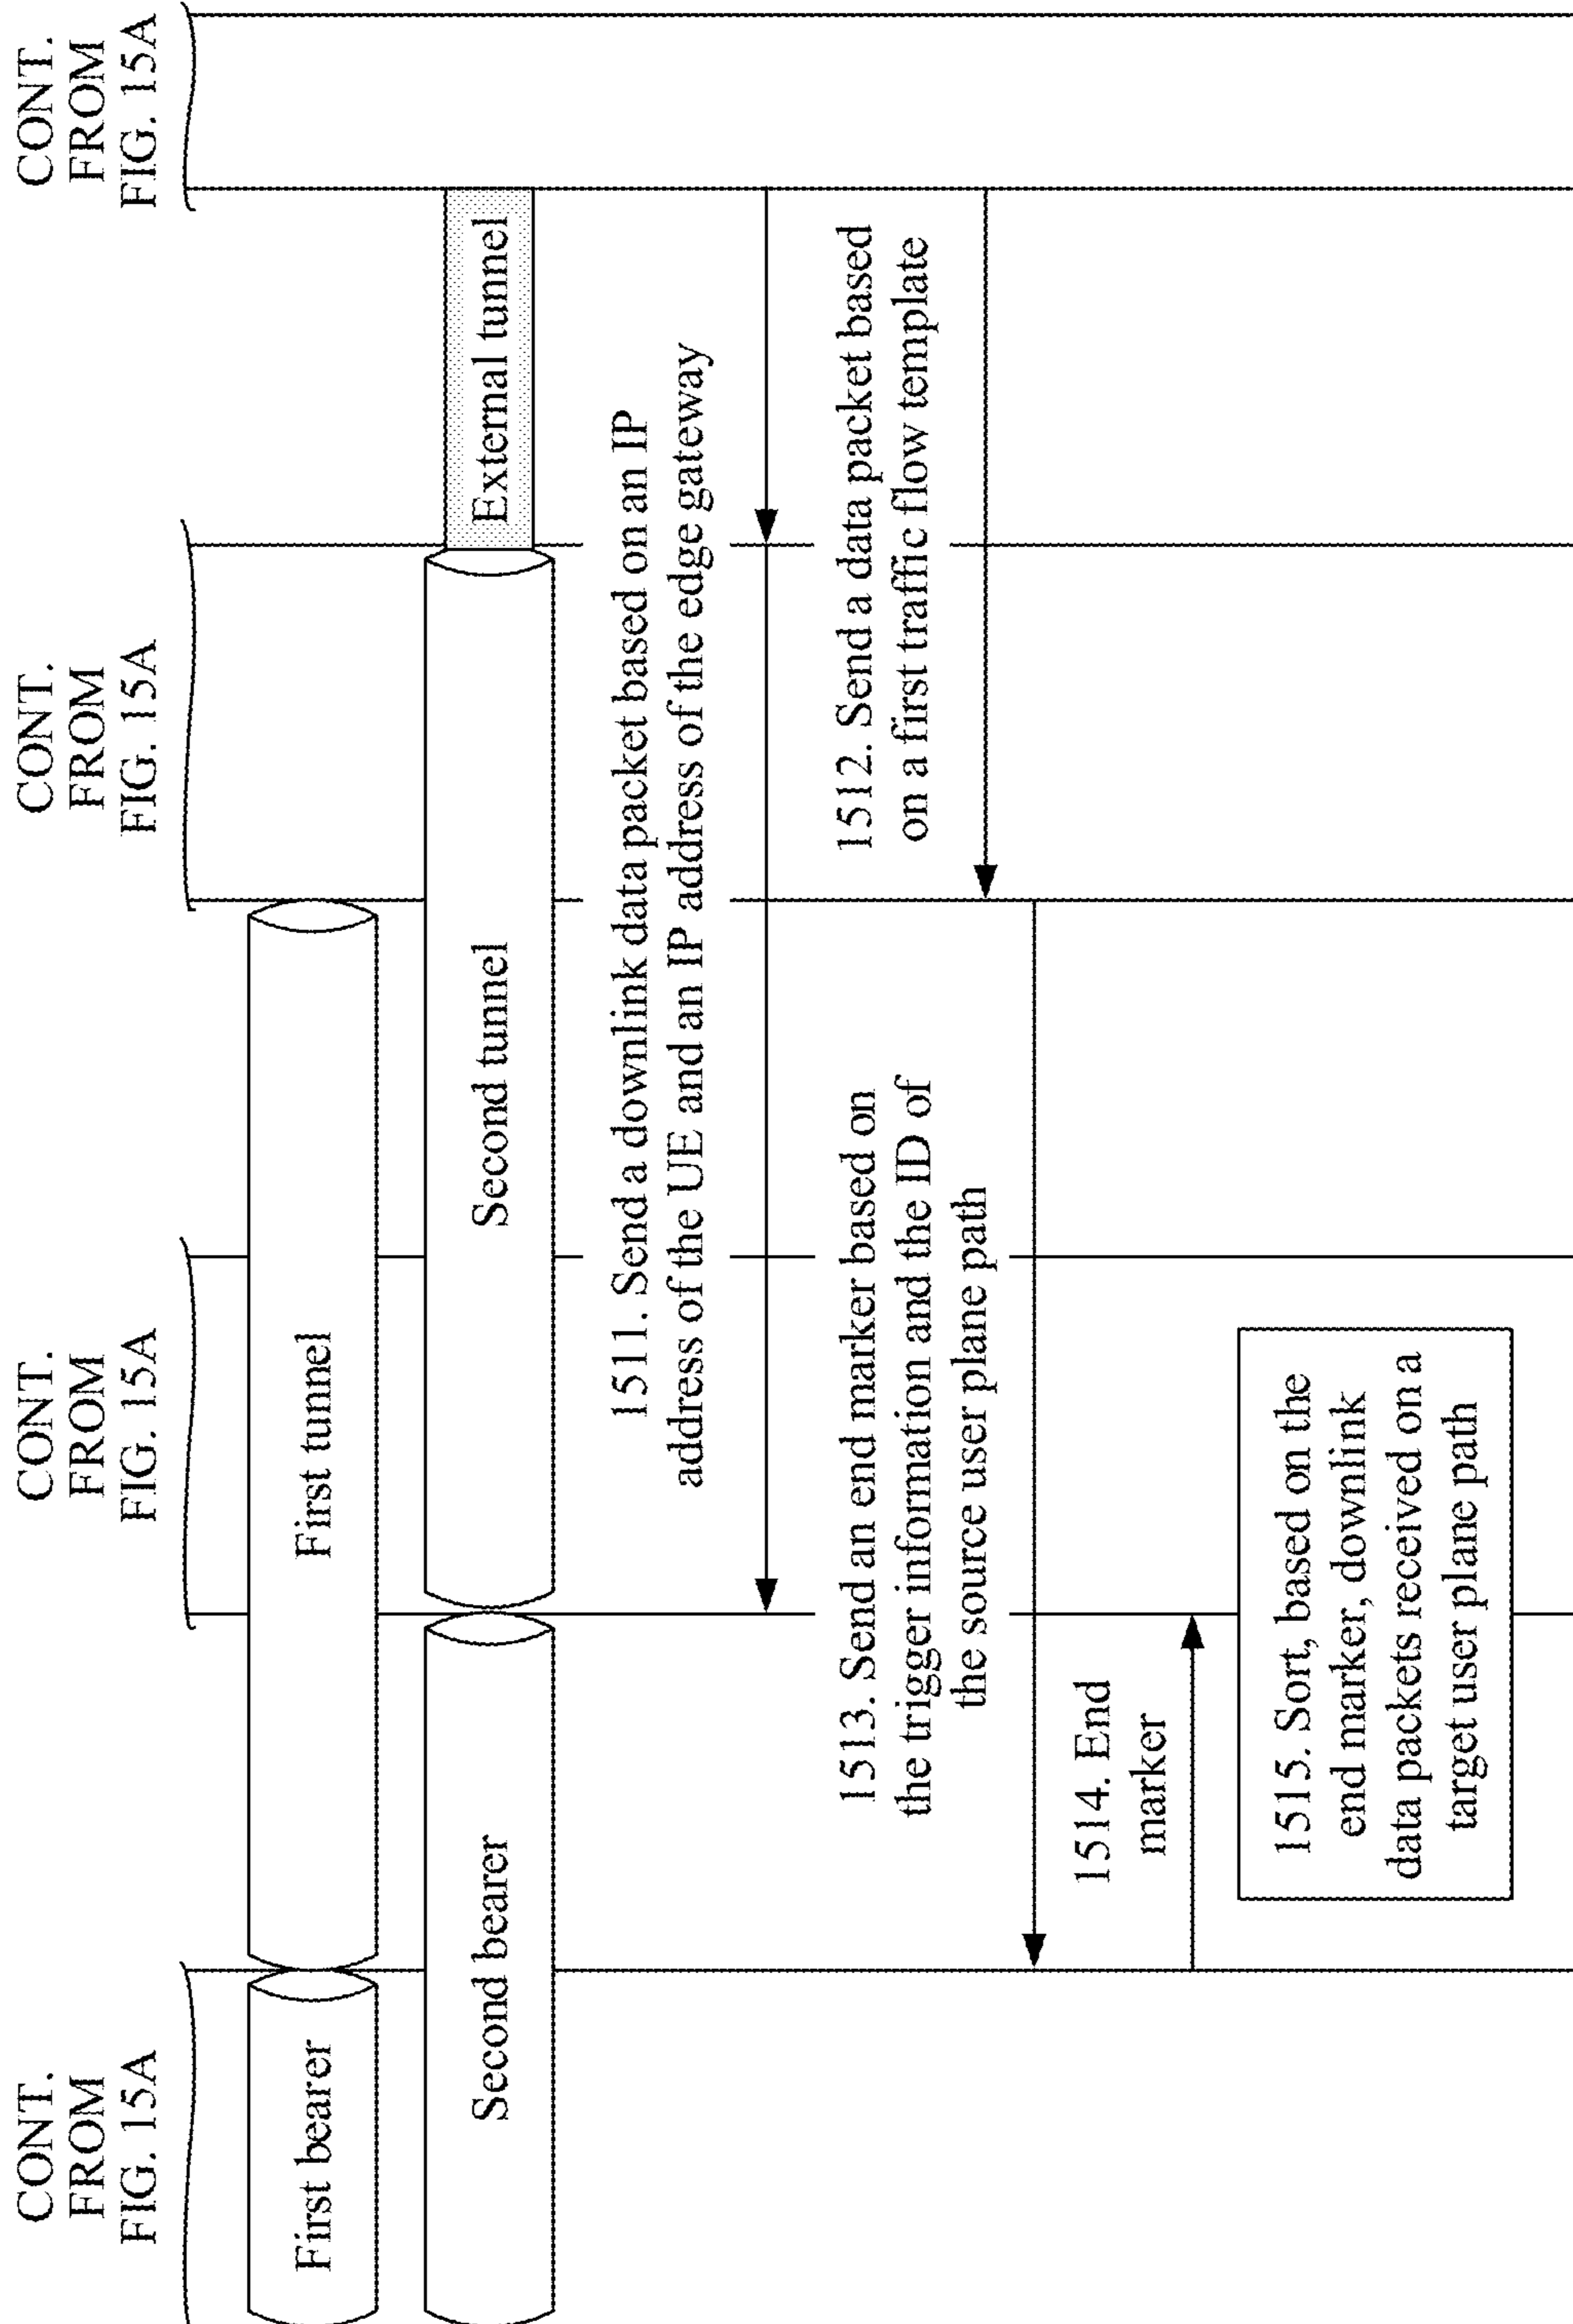 CONT.
FROM
FIG. 15A
CONT.
FROM
FIG. 15A
CONT.
FROM
FIG. 15A
CONT.
FROM
FIG. 15A
First bearer
First tunnel
Second bearer
Second tunnel
External tunnel
1511. Send a downlink data packet based on an IP
address of the UE and an IP address of the edge gateway
1512. Send a data packet based
on a first traffic flow template
1513. Send an end marker based on
the trigger information and the ID of
the source user plane path
1514. End
marker
1515. Sort, based on the
end marker, downlink
data packets received on a
target user plane path